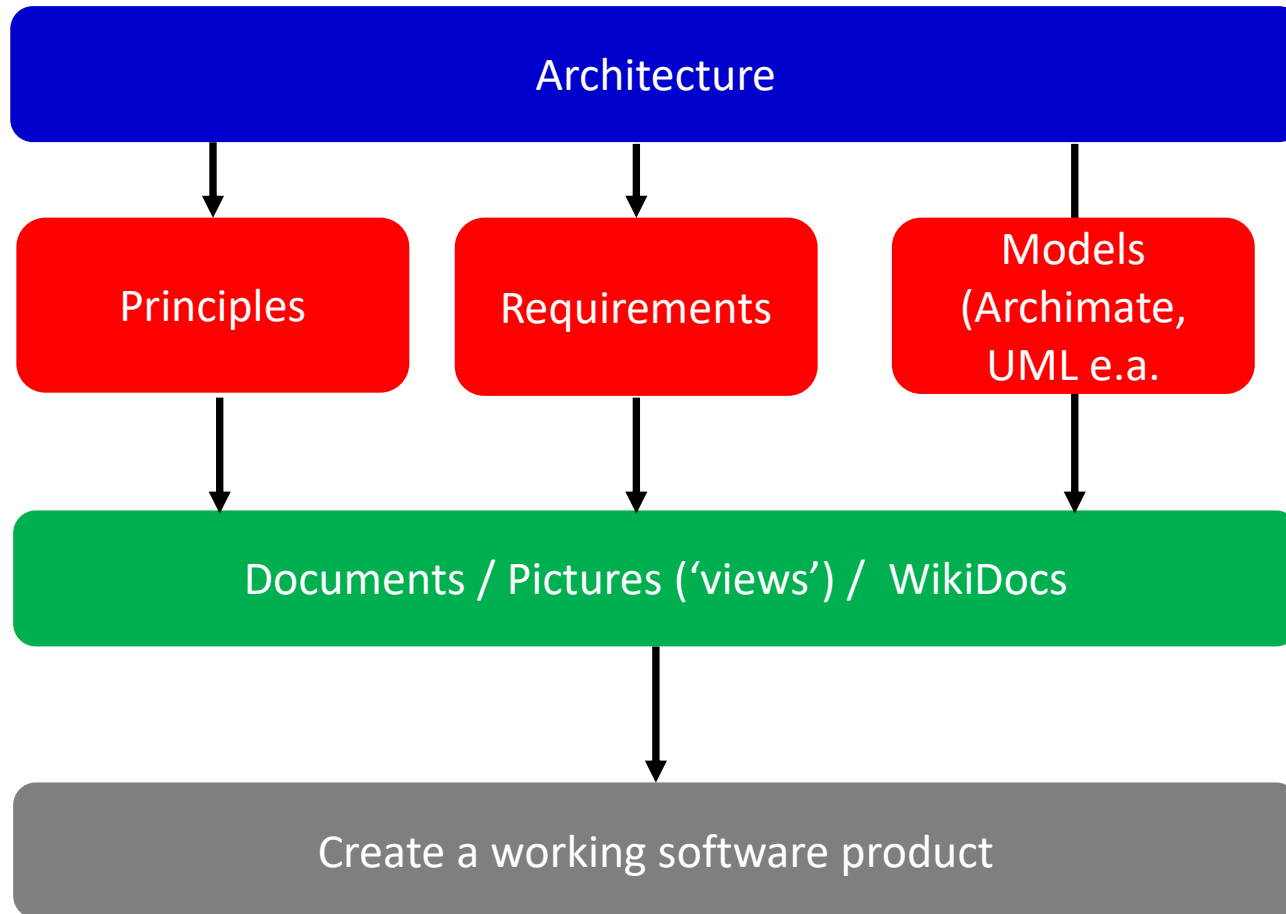 Architecture
Principles
Requirements
Models
(Archimate,
UML e.a.
Documents / Pictures (‘views’) /  WikiDocs
Create a working software product